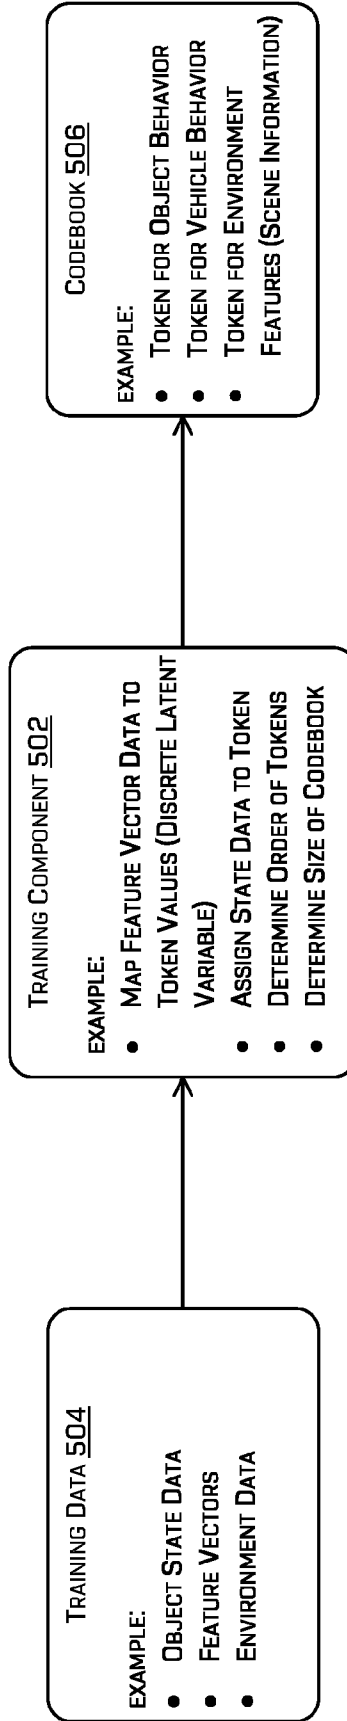 TRAINING DATA 504
EXAMPLE:
• OBJECT STATE DATA
• FEATURE VECTORS
• ENVIRONMENT DATA
TRAINING COMPONENT 502
EXAMPLE:
• MAP FEATURE VECTOR DATA TO
TOKEN VALUES (DISCRETE LATENT
VARIABLE)
• ASSIGN STATE DATA TO TOKEN
• DETERMINE ORDER OF TOKENS
• DETERMINE SIZE OF CODEBOOK
CODEBOOK 506
EXAMPLE:
• TOKEN FOR OBJECT BEHAVIOR
• TOKEN FOR VEHICLE BEHAVIOR
• TOKEN FOR ENVIRONMENT
FEATURES (SCENE INFORMATION)